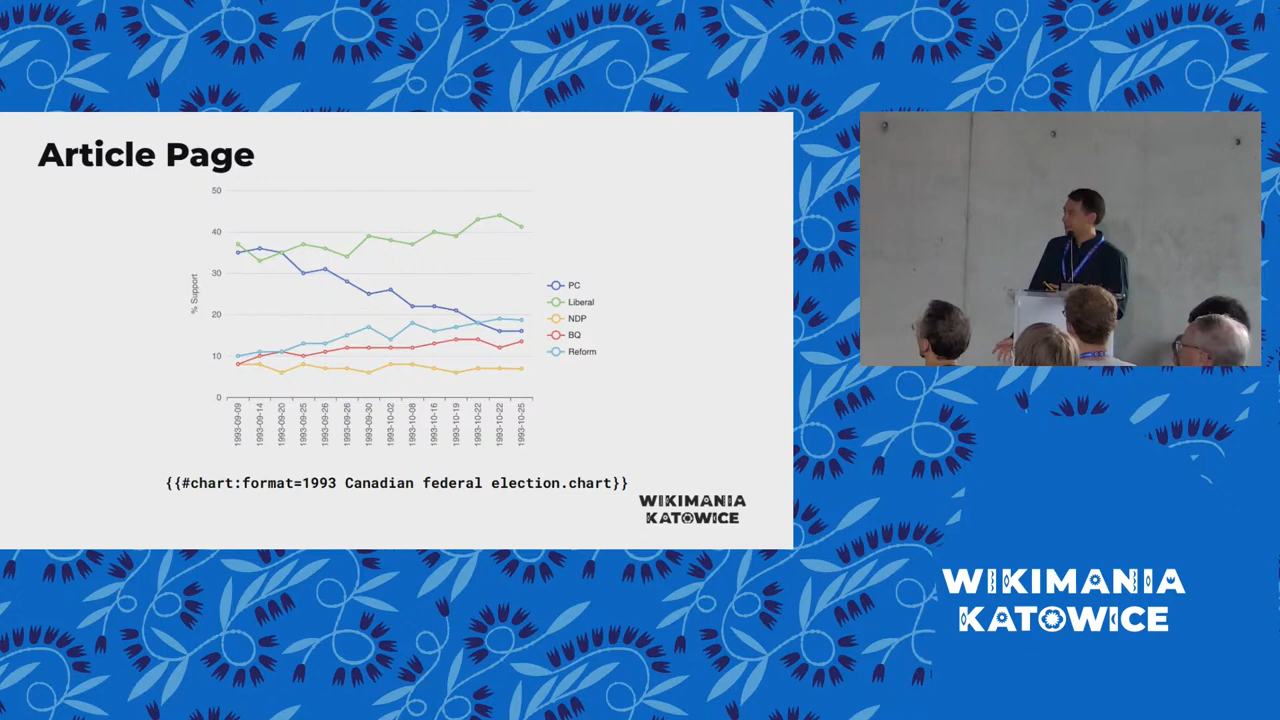 Article Page
50
40
30
20
10
0
% Support
1993-09-09
1993-09-14
1993-09-20
1993-09-25
1993-09-26
1993-09-26
1993-09-30
1993-10-02
1993-10-08
1993-10-16
1993-10-19
1993-10-22
1993-10-22
1993-10-25
PC
Liberal
NDP
BQ
Reform
{{#chart:format=1993 Canadian federal election.chart}}
WIKIMANIA
KATOWICE
WIKIMANIA
KATOWICE